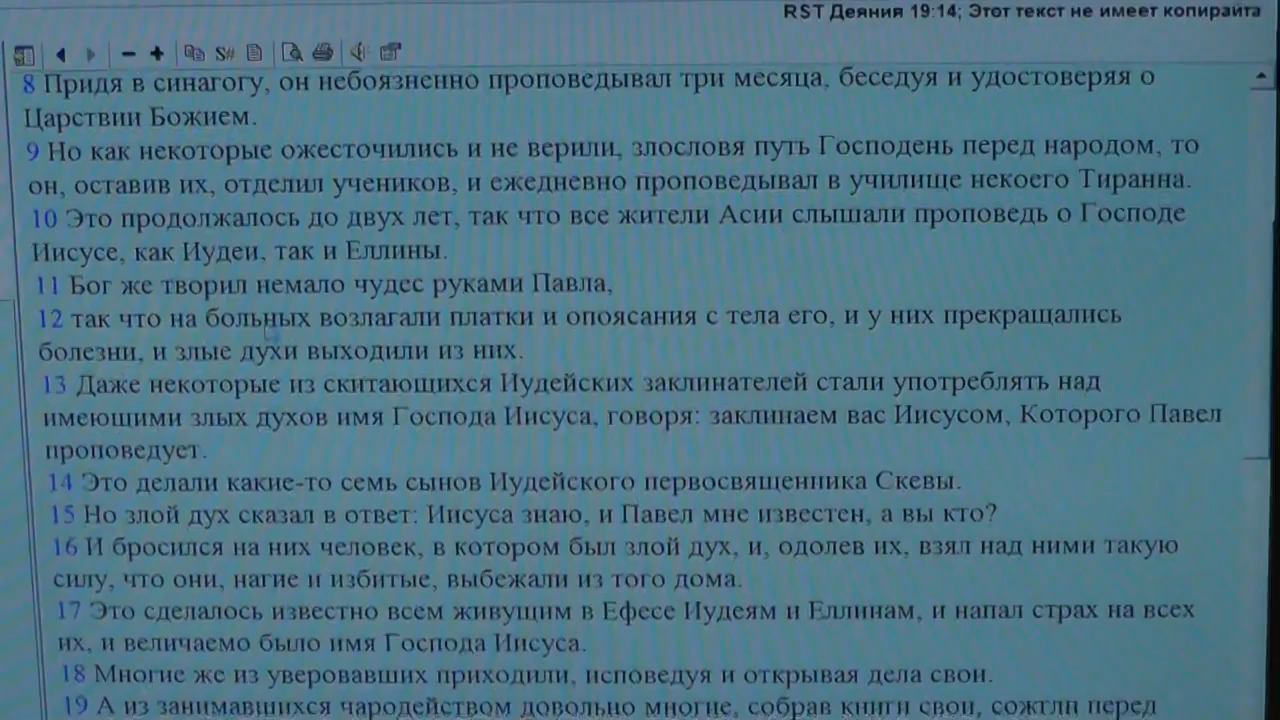 RST Деяния 19:14; Этот текст не имеет копирайта
8 Придя в синагогу, он небоязненно проповедывал три месяца, беседуя и удостоверяя о
Царствии Божием.
9 Но как некоторые ожесточились и не верили, злословя путь Господень перед народом, то
он, оставив их, отделил учеников, и ежедневно проповедывал в училище некоего Тиранна.
10 Это продолжалось до двух лет, так что все жители Асии слышали проповедь о Господе
Иисусе, как Иудеи, так и Еллины.
11 Бог же творил немало чудес руками Павла,
12 так что на больных возлагали платки и опоясания с тела его, и у них прекращались
болезни, и злые духи выходили из них.
13 Даже некоторые из скитающихся Иудейских заклинателей стали употреблять над
имеющими злых духов имя Господа Иисуса, говоря: заклинаем вас Иисусом, Которого Павел
проповедует.
14 Это делали какие-то семь сынов Иудейского первосвященника Скевы.
15 Но злой дух сказал в ответ: Иисуса знаю, и Павел мне известен, а вы кто?
16 И бросился на них человек, в котором был злой дух, и, одолев их, взял над ними такую
силу, что они, нагие и избитые, выбежали из того дома.
17 Это сделалось известно всем живущим в Ефесе Иудеям и Еллинам, и напал страх на всех
их, и величаемо было имя Господа Иисуса.
18 Многие же из уверовавших приходили, исповедуя и открывая дела свои.
19 А из занимавшихся чародейством довольно многие, собрав книги свои, сожгли перед